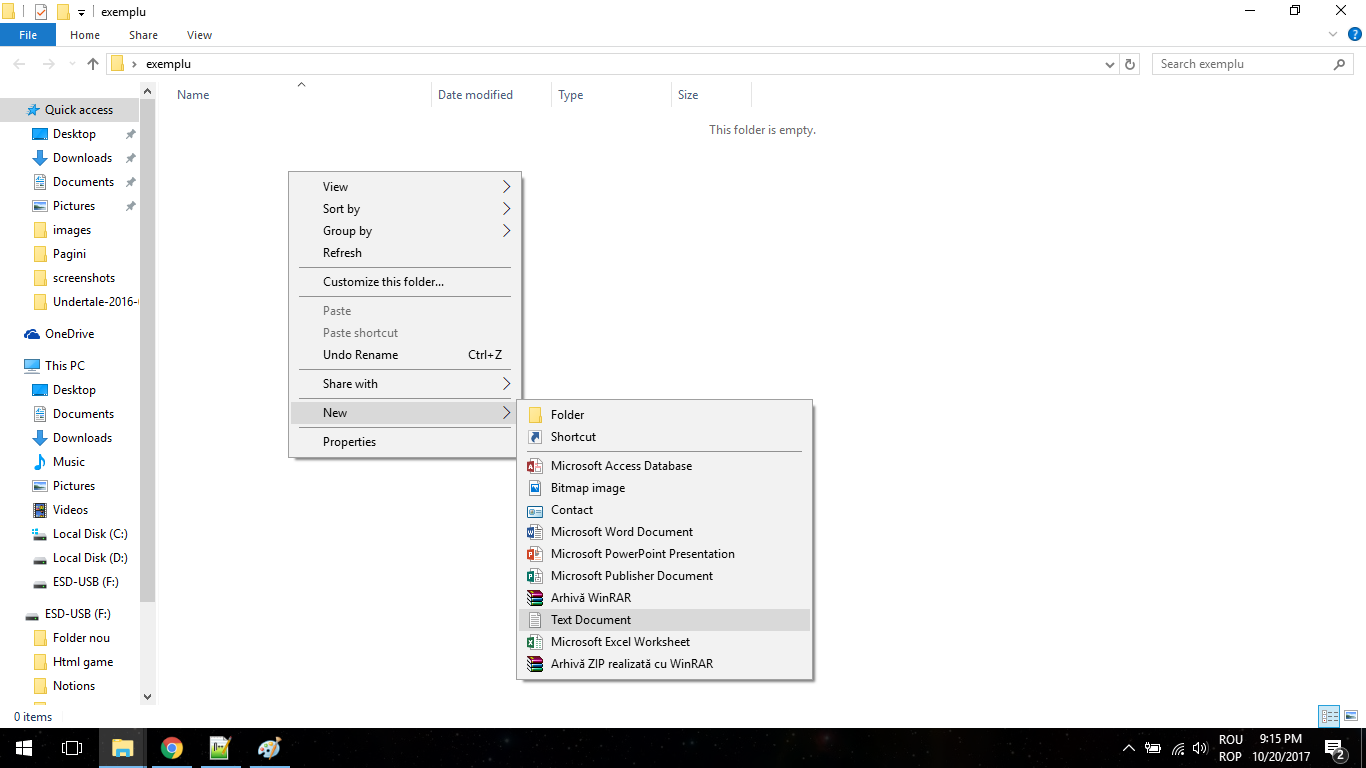 exemplu
File Home Share View
exemplu
Search exemplu
Name Date modified Type Size
This folder is empty.
Quick access
Desktop
Downloads
Documents
Pictures
images
Pagini
screenshots
Undertale-2016-
OneDrive
This PC
Desktop
Documents
Downloads
Music
Pictures
Videos
Local Disk (C:)
Local Disk (D:)
ESD-USB (F:)
ESD-USB (F:)
Folder nou
Html game
Notions
View
Sort by
Group by
Refresh
Customize this folder...
Paste
Paste shortcut
Undo Rename Ctrl+Z
Share with
New
Properties
Folder
Shortcut
Microsoft Access Database
Bitmap image
Contact
Microsoft Word Document
Microsoft PowerPoint Presentation
Microsoft Publisher Document
Arhivă WinRAR
Text Document
Microsoft Excel Worksheet
Arhivă ZIP realizată cu WinRAR
0 items
ROU 9:15 PM
ROP 10/20/2017
2